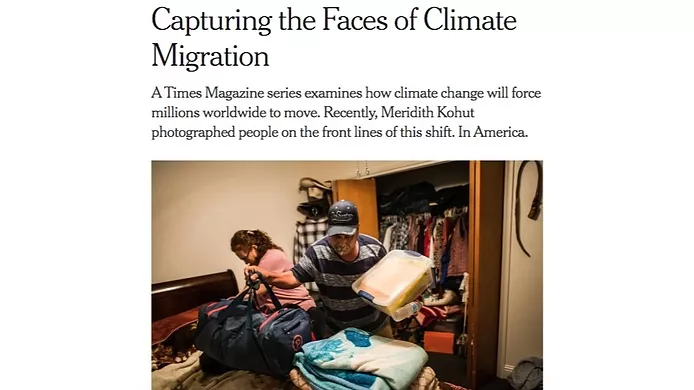 Capturing the Faces of Climate
Migration
A Times Magazine series examines how climate change will force
millions worldwide to move. Recently, Meridith Kohut
photographed people on the front lines of this shift. In America.